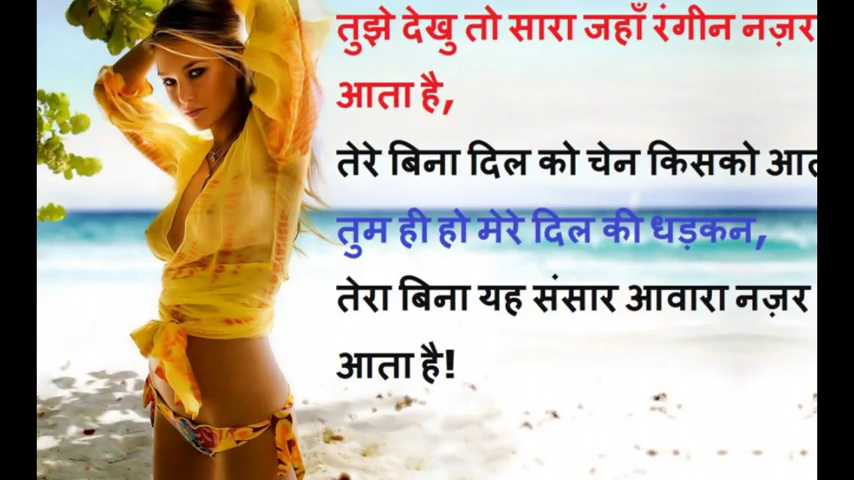 तुझे देखु तो सारा जहाँ रंगीन नज़र
आता है,
तेरे बिना दिल को चेन किसको
तुम ही हो मेरे दिल की धड़कन,
तेरा बिना यह संसार आवारा नज़र
आता है!